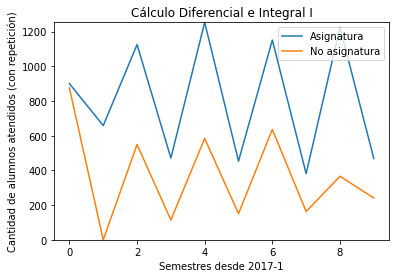 Cálculo Diferencial e Integral I
Cantidad de alumnos atendidos (con repetición)
1200
1000
800
600
400
200
0
Asignatura
No asignatura
0 2 4 6 8
Semestres desde 2017-1